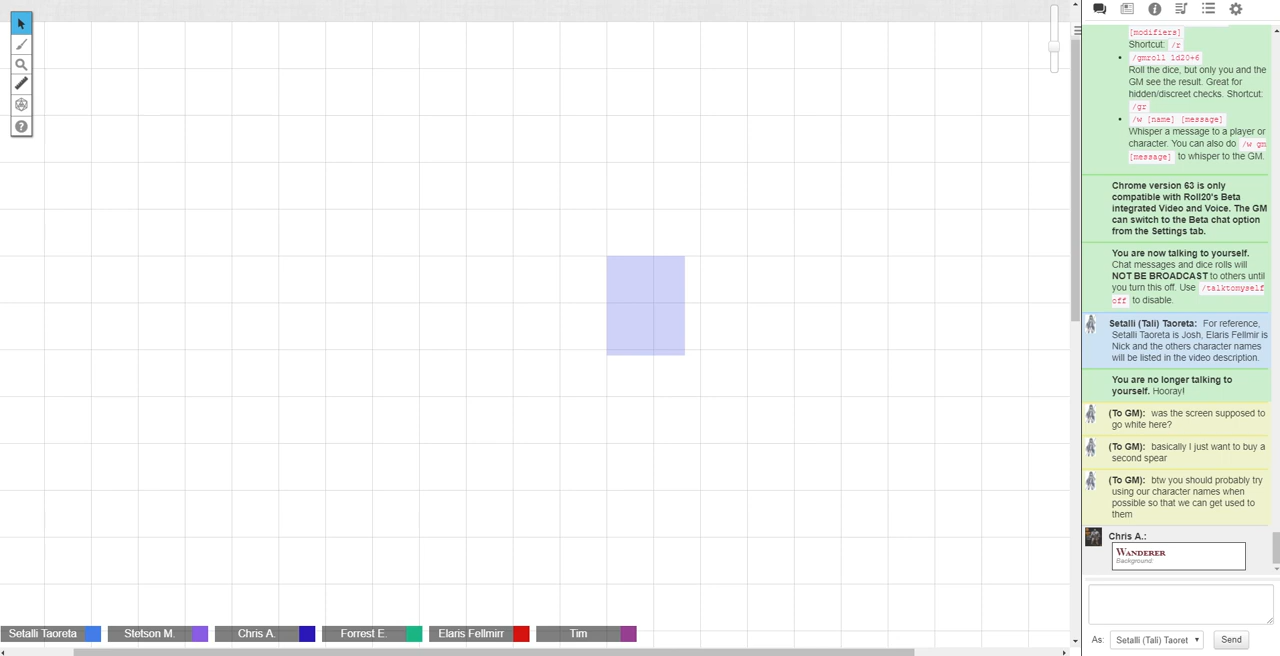 [modifiers]
Shortcut: /r
/gmroll 1d20+6
Roll the dice, but only you and the
GM see the result. Great for
hidden/discreet checks. Shortcut:
/gr
/w [name] [message]
Whisper a message to a player or
character. You can also do /w gm
[message] to whisper to the GM.
Chrome version 63 is only
compatible with Roll20's Beta
integrated Video and Voice. The GM
can switch to the Beta chat option
from the Settings tab.
You are now talking to yourself.
Chat messages and dice rolls will
NOT BE BROADCAST to others until
you turn this off. Use /talktomyself
off to disable.
Setalli (Tali) Taoreta: For reference,
Setalli Taoreta is Josh, Elaris Fellmir is
Nick and the others character names
will be listed in the video description.
You are no longer talking to
yourself. Hooray!
(To GM): was the screen supposed to
go white here?
(To GM): basically I just want to buy a
second spear
(To GM): btw you should probably try
using our character names when
possible so that we can get used to
them
Chris A.:
WANDERER
Background
As: Setalli (Tali) Taoret Send
Setalli Taoreta Stetson M. Chris A. Forrest E. Elaris Fellmirr Tim